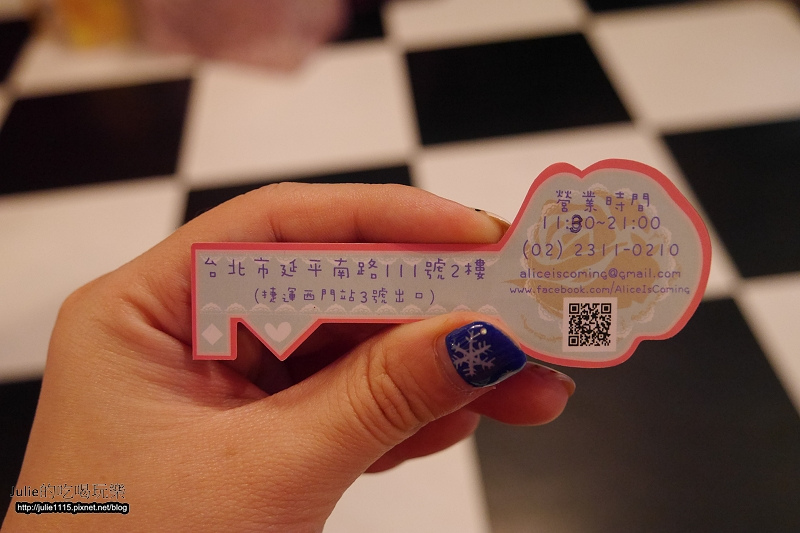 台北市延平南路111號2樓
(捷運西門站3號出口)
營業時間
11:30~21:00
(02) 2311-0210
aliceiscoming@gmail.com
www.facebook.com/AliceIsComing
Julie的吃喝玩樂
http://julie1115.pixnet.net/blog